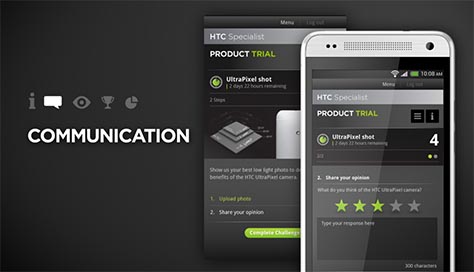 COMMUNICATION
Menu Log out
HTC Specialist
PRODUCT TRIAL
UltraPixel shot
2 days 22 hours remaining
2 Steps
Show us your best low light photo to
benefits of the HTC UltraPixel camera.
1. Upload photo
2. Share your opinion
Complete Challenge
10:08 AM
Menu Log out
HTC Specialist
PRODUCT TRIAL
UltraPixel shot
2 days 22 hours remaining
4
2/2
2. Share your opinion
What do you think of the HTC UltraPixel camera?
Type your response here
300 characters